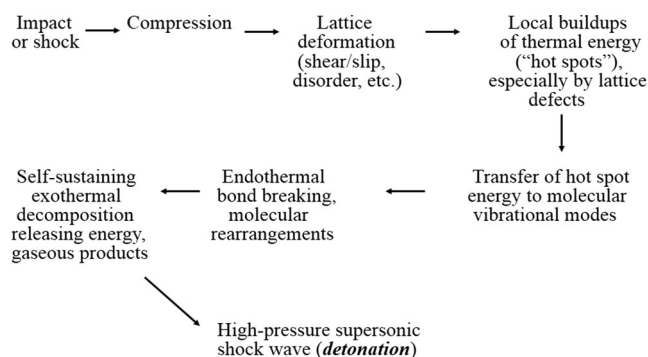 Impact
or shock
Compression
Lattice
deformation
(shear/slip,
disorder, etc.)
Local buildups
of thermal energy
(“hot spots”),
especially by lattice
defects
Transfer of hot spot
energy to molecular
vibrational modes
Endothermal
bond breaking,
molecular
rearrangements
Self-sustaining
exothermal
decomposition
releasing energy,
gaseous products
High-pressure supersonic
shock wave (detonation)